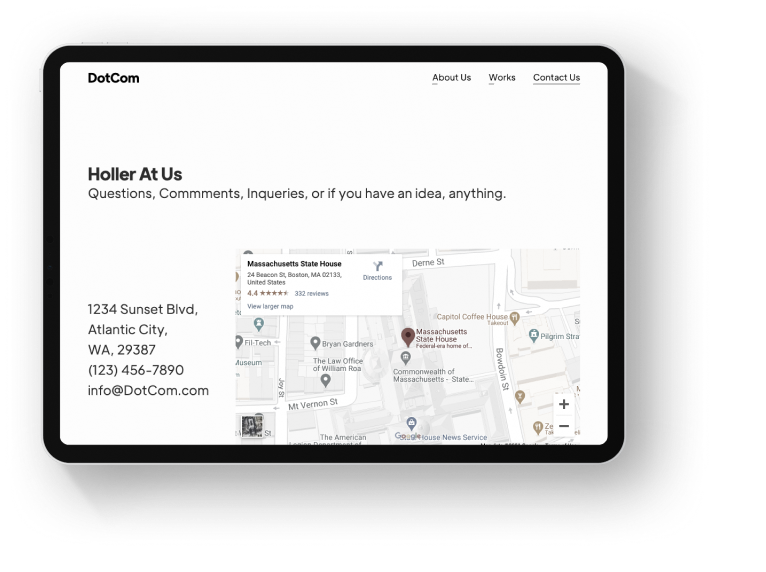 DotCom
About Us Works Contact Us
Holler At Us
Questions, Commments, Inqueries, or if you have an idea, anything.
1234 Sunset Blvd,
Atlantic City,
WA, 29387
(123) 456-7890
info@DotCom.com
Massachusetts State House
24 Beacon St, Boston, MA 02133,
United States
4.4 ★★★★★ 332 reviews
View larger map
Directions
Derne St
Capitol Coffee House
Takeout
Massachusetts
State House
Federal-era home of...
Pilgrim Stra
Fil-Tech
Bryan Gardners
Museum
The Law Office
of William Roa
Commonwealth of
Massachusetts - State...
Bowdoin St
Joy St
Mt Vernon St
St
The American
House News Service
+
−